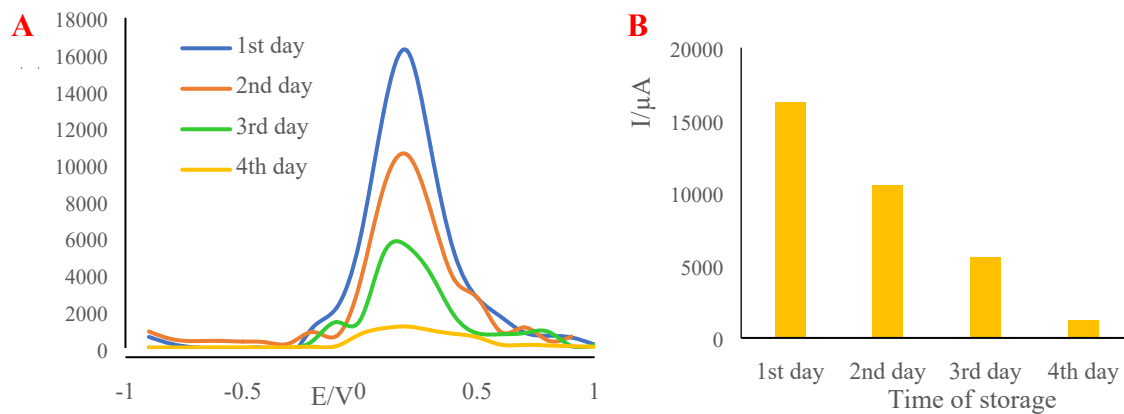 A
18000
16000
14000
12000
10000
8000
6000
4000
2000
0
1st day
2nd day
3rd day
4th day
-1
-0.5
0
0.5
1
E/V
B
I/µA
20000
15000
10000
5000
0
1st day
2nd day
3rd day
4th day
Time of storage